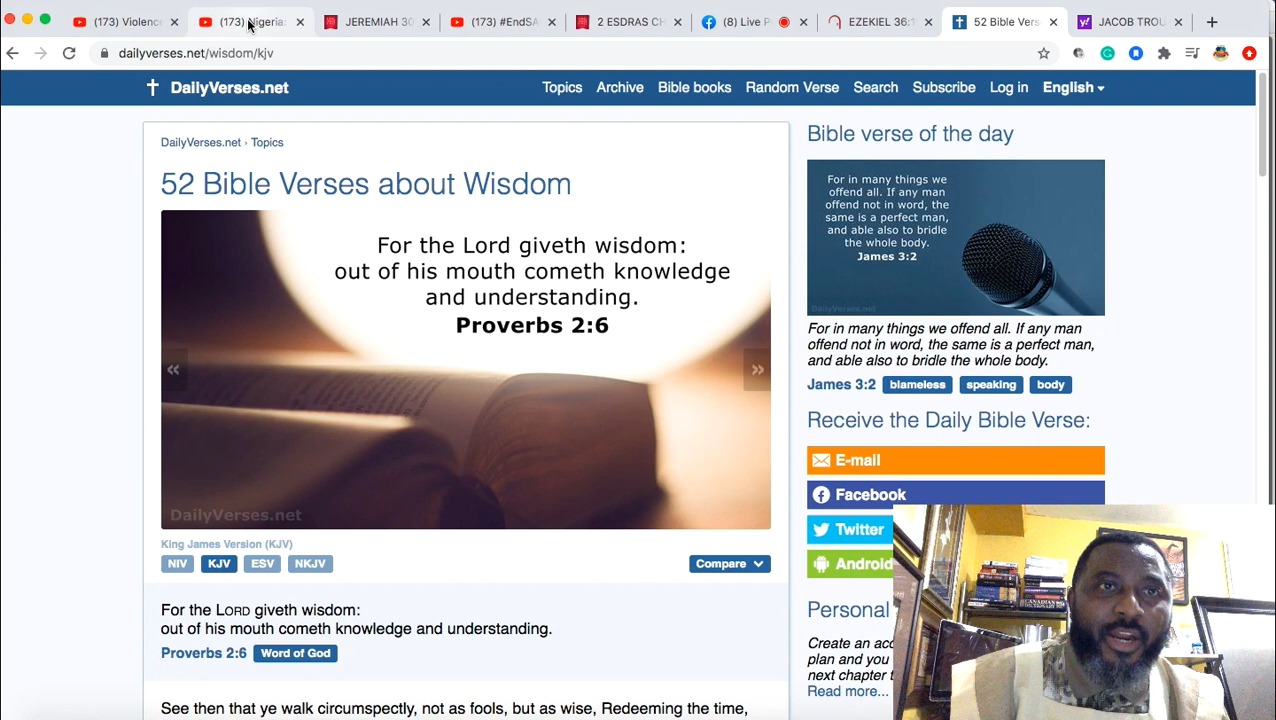 (173) Violence
(173) Nigeria:
JEREMIAH 30
(173) #EndSA
2 ESDRAS CH
(8) Live P
EZEKIEL 36:1
52 Bible Vers
JACOB TROU
dailyverses.net/wisdom/kjv
DailyVerses.net
Topics
Archive
Bible books
Random Verse
Search
Subscribe
Log in
English
DailyVerses.net › Topics
52 Bible Verses about Wisdom
For the Lord giveth wisdom:
out of his mouth cometh knowledge
and understanding.
Proverbs 2:6
«
»
DailyVerses.net
King James Version (KJV)
NIV
KJV
ESV
NKJV
Compare
For the LORD giveth wisdom:
out of his mouth cometh knowledge and understanding.
Proverbs 2:6
Word of God
See then that ye walk circumspectly, not as fools, but as wise, Redeeming the time,
Bible verse of the day
For in many things we
offend all. If any man
offend not in word, the
same is a perfect man,
and able also to bridle
the whole body.
James 3:2
DailyVerses.net
For in many things we offend all. If any man
offend not in word, the same is a perfect man,
and able also to bridle the whole body.
James 3:2
blameless
speaking
body
Receive the Daily Bible Verse:
E-mail
Facebook
Twitter
Android
Personal
Create an acc
plan and you
next chapter t
Read more...